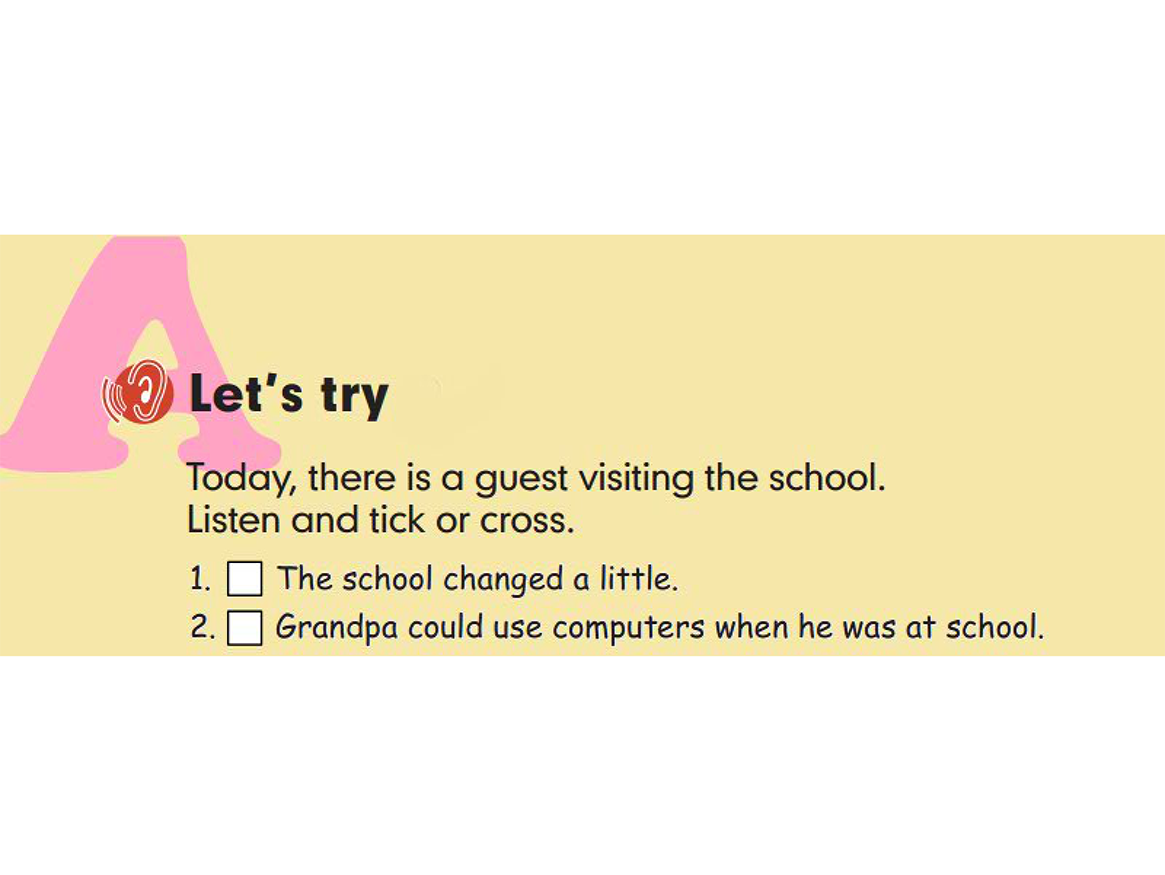 A
Let's try
Today, there is a guest visiting the school.
Listen and tick or cross.
1. The school changed a little.
2. Grandpa could use computers when he was at school.